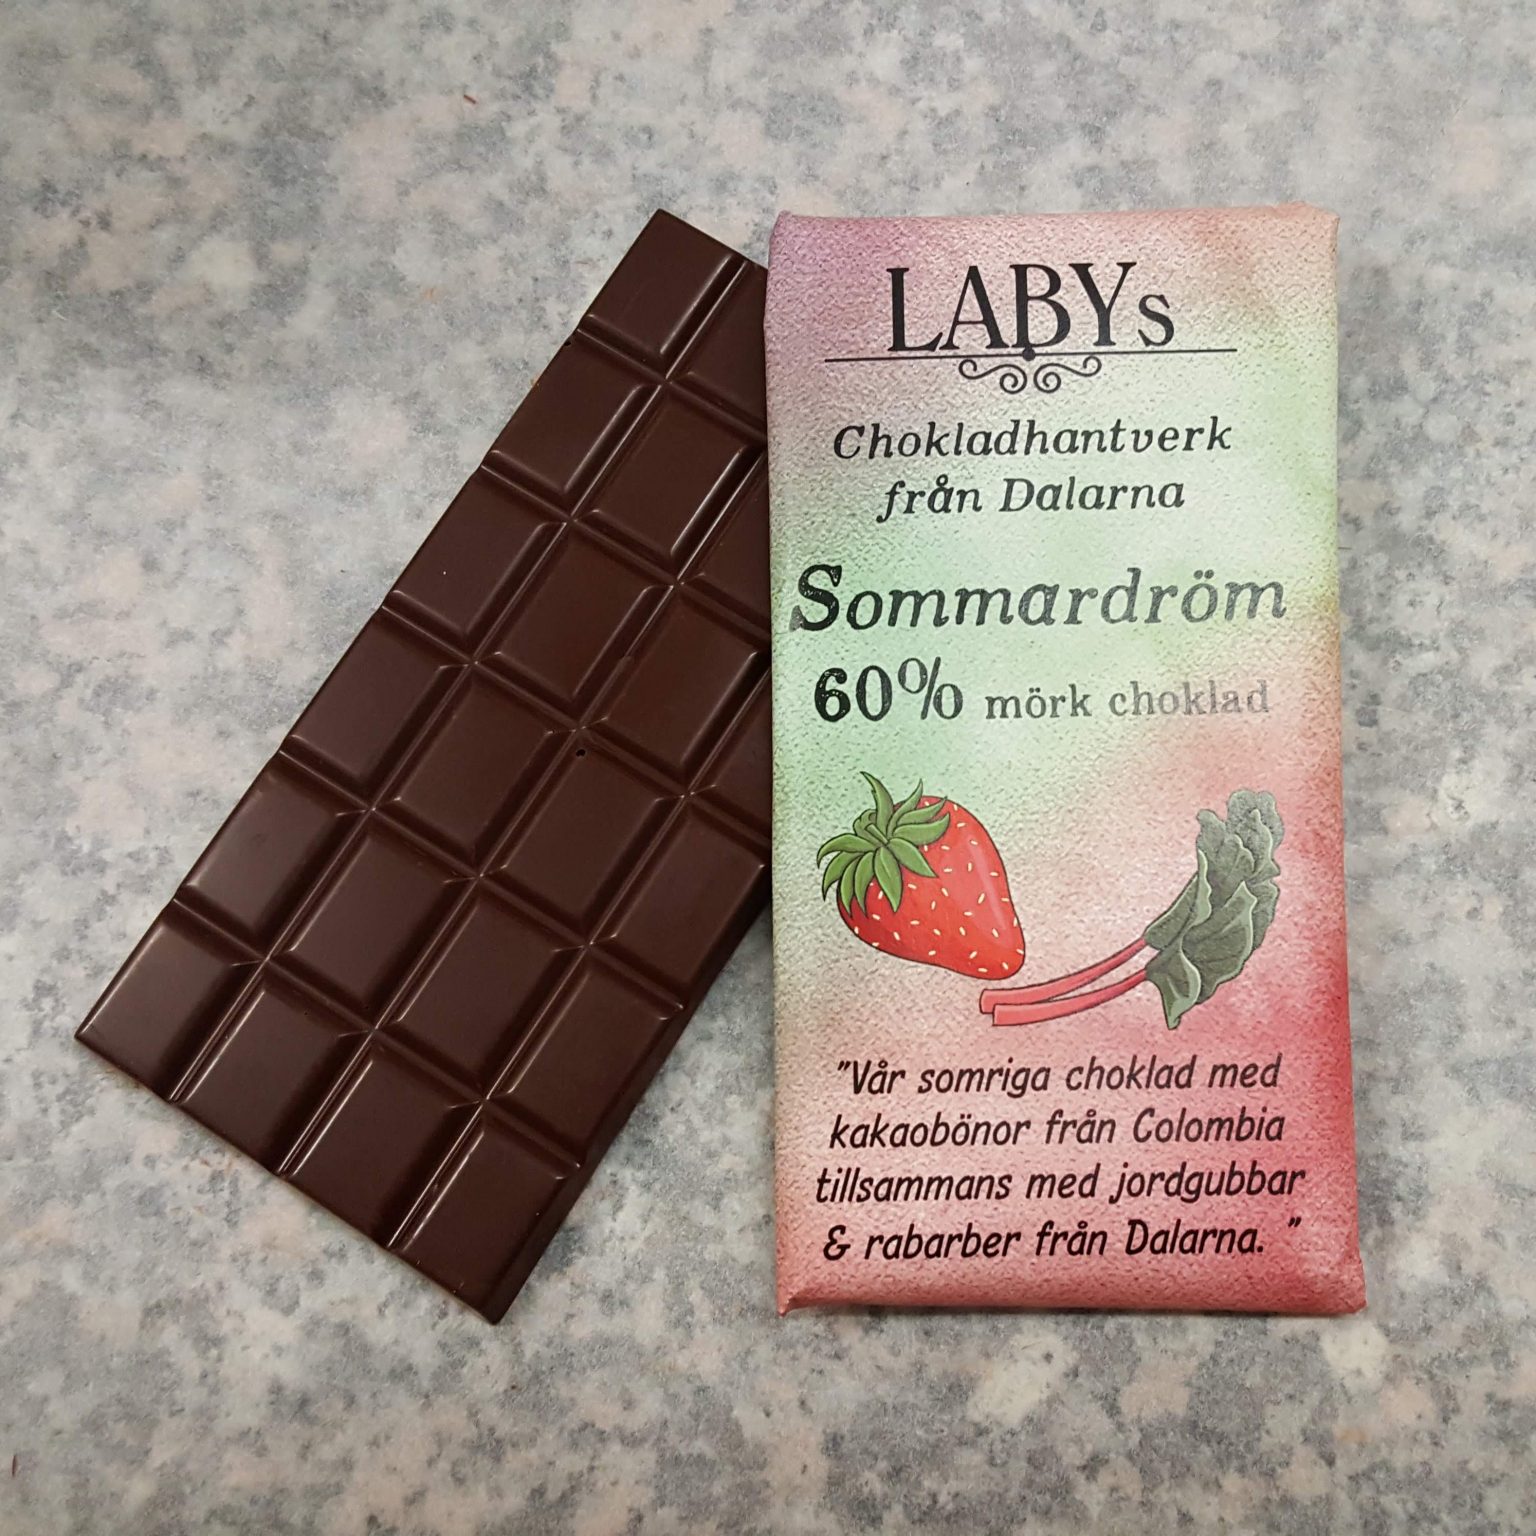 LABYs
Chokladhantverk
från Dalarna
Sommardröm
60% mörk choklad
"Vår somriga choklad med
kakaobönor från Colombia
tillsammans med jordgubbar
& rabarber från Dalarna. "